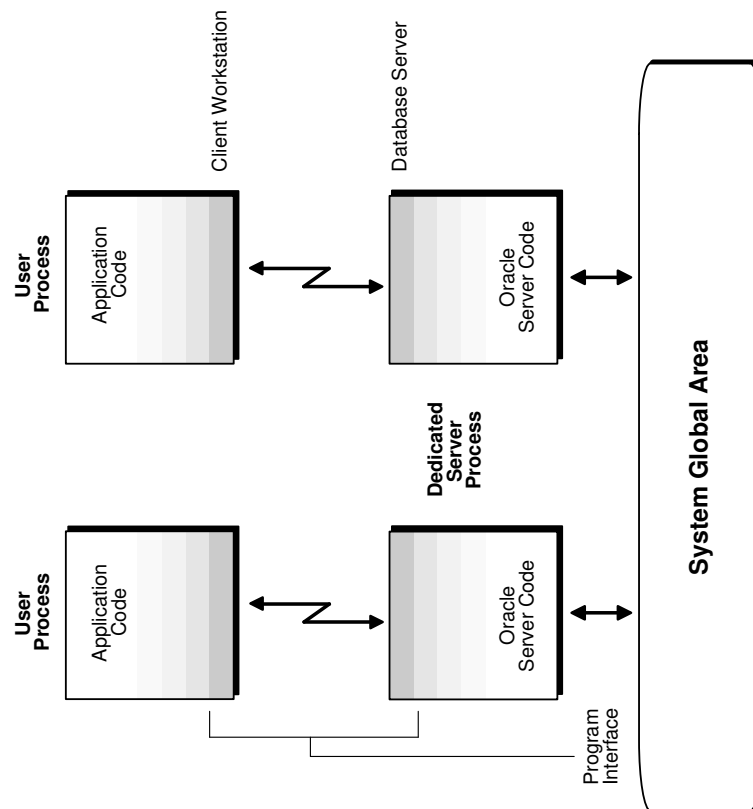 User
Process
User
Process
Application
Code
Application
Code
Client Workstation
Database Server
Dedicated
Server
Process
Oracle
Server Code
Oracle
Server Code
Program
Interface
System Global Area